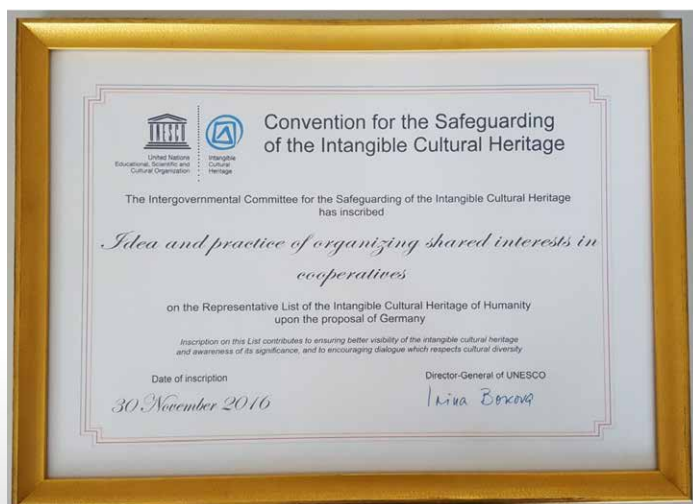 UNESCO
United Nations
Educational, Scientific and
Cultural Organization
Intangible
Cultural
Heritage
Convention for the Safeguarding
of the Intangible Cultural Heritage
The Intergovernmental Committee for the Safeguarding of the Intangible Cultural Heritage
has inscribed
Idea and practice of organizing shared interests in
cooperatives
on the Representative List of the Intangible Cultural Heritage of Humanity
upon the proposal of Germany
Inscription on this List contributes to ensuring better visibility of the intangible cultural heritage
and awareness of its significance, and to encouraging dialogue which respects cultural diversity
Date of inscription
30 November 2016
Director-General of UNESCO
Irina Bokova